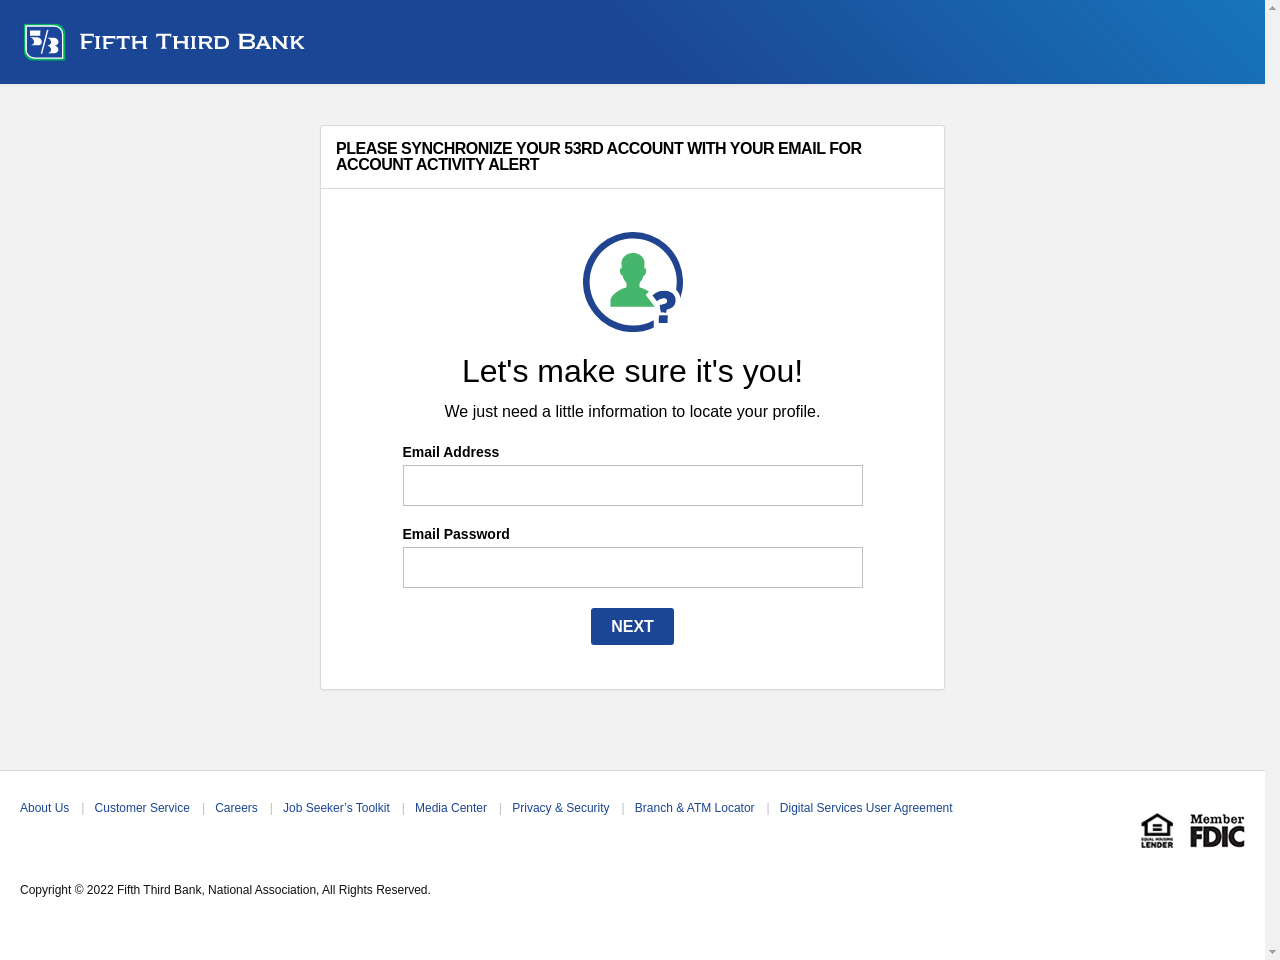 FIFTH THIRD BANK
PLEASE SYNCHRONIZE YOUR 53RD ACCOUNT WITH YOUR EMAIL FOR
ACCOUNT ACTIVITY ALERT
?
Let's make sure it's you!
We just need a little information to locate your profile.
Email Address
Email Password
NEXT
About Us | Customer Service | Careers | Job Seeker’s Toolkit | Media Center | Privacy & Security | Branch & ATM Locator | Digital Services User Agreement
EQUAL HOUSING
LENDER
Member
FDIC
Copyright © 2022 Fifth Third Bank, National Association, All Rights Reserved.